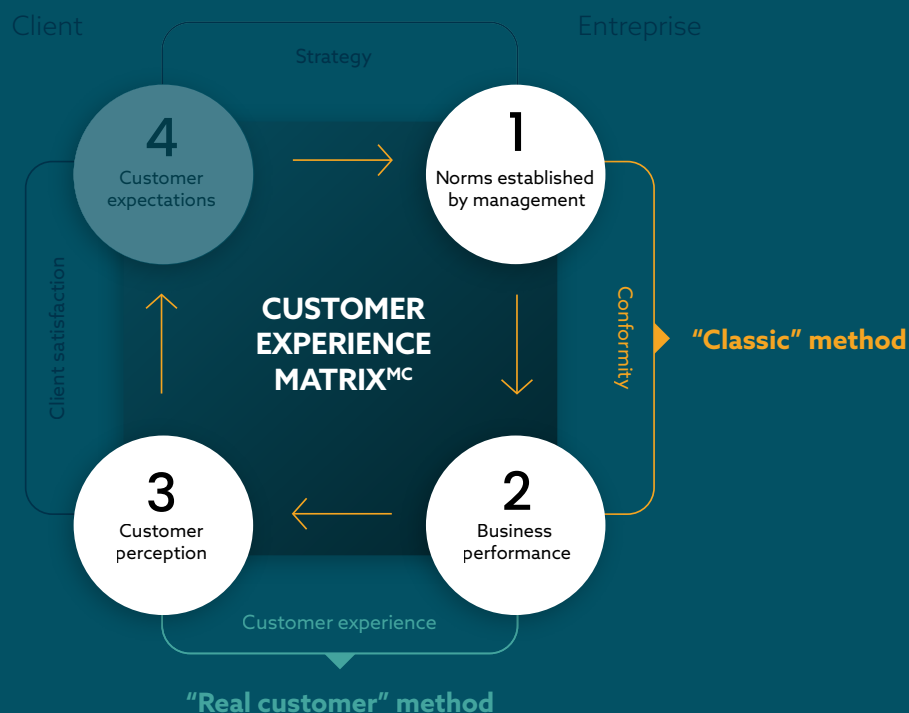 Client
Entreprise
Strategy
4
Customer
expectations
1
Norms established
by management
Client satisfaction
CUSTOMER
EXPERIENCE
MATRIXᴹᶜ
Conformity
“Classic” method
3
Customer
perception
2
Business
performance
Customer experience
“Real customer” method